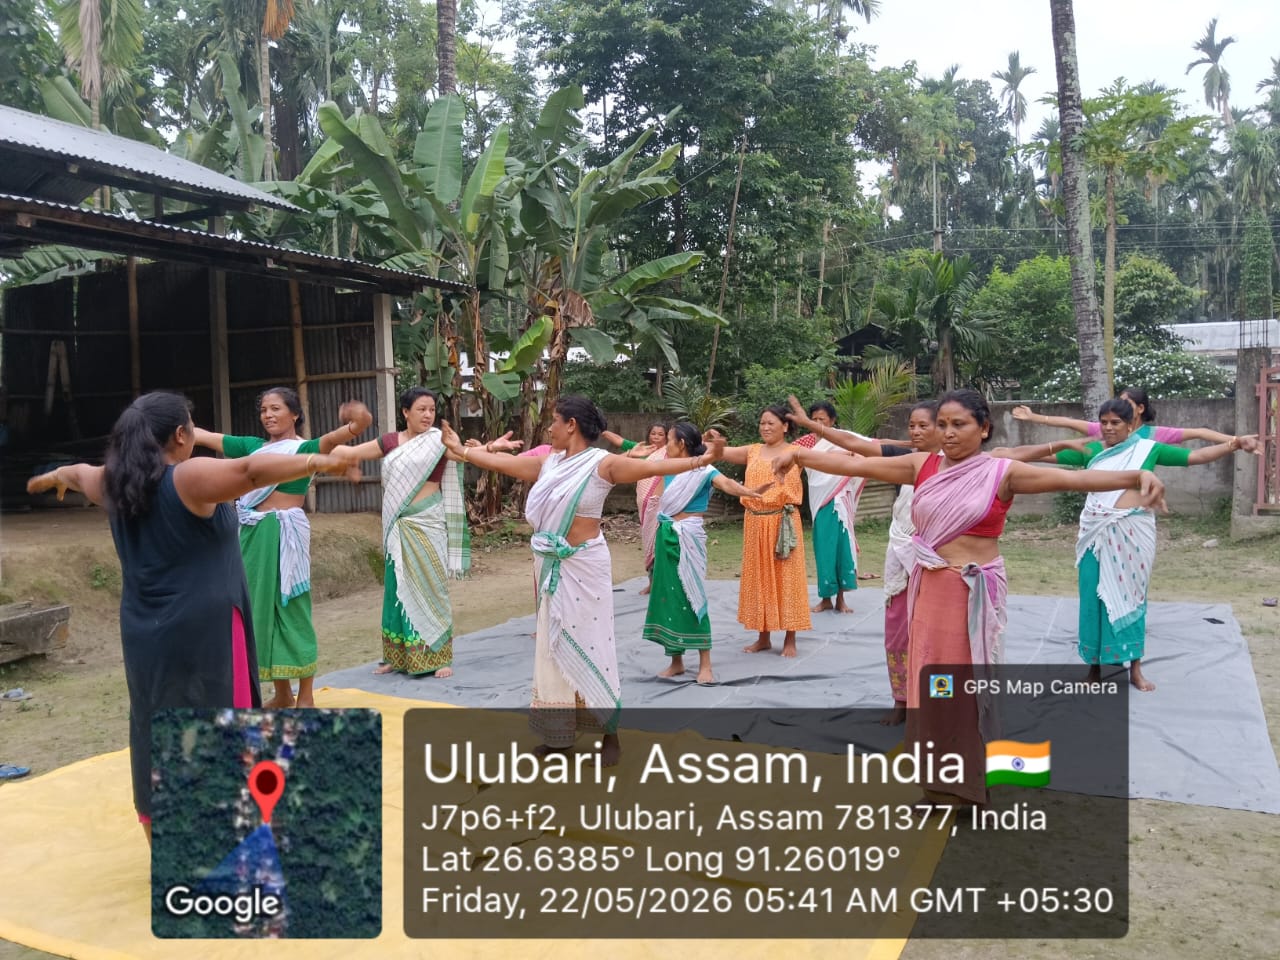 GPS Map Camera
Ulubari, Assam, India 🇮🇳
J7p6+f2, Ulubari, Assam 781377, India
Lat 26.6385° Long 91.26019°
Friday, 22/05/2026 05:41 AM GMT +05:30
Google